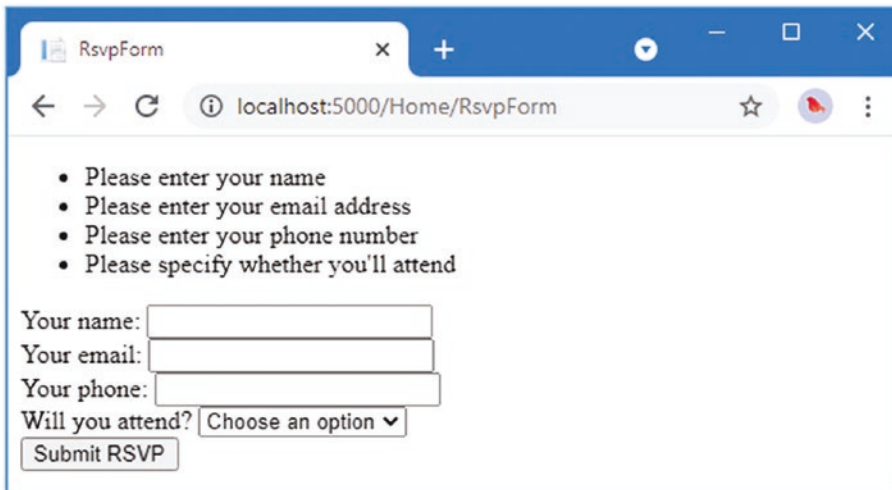 RsvpForm
localhost:5000/Home/RsvpForm
• Please enter your name
• Please enter your email address
• Please enter your phone number
• Please specify whether you'll attend
Your name:
Your email:
Your phone:
Will you attend? Choose an option
Submit RSVP